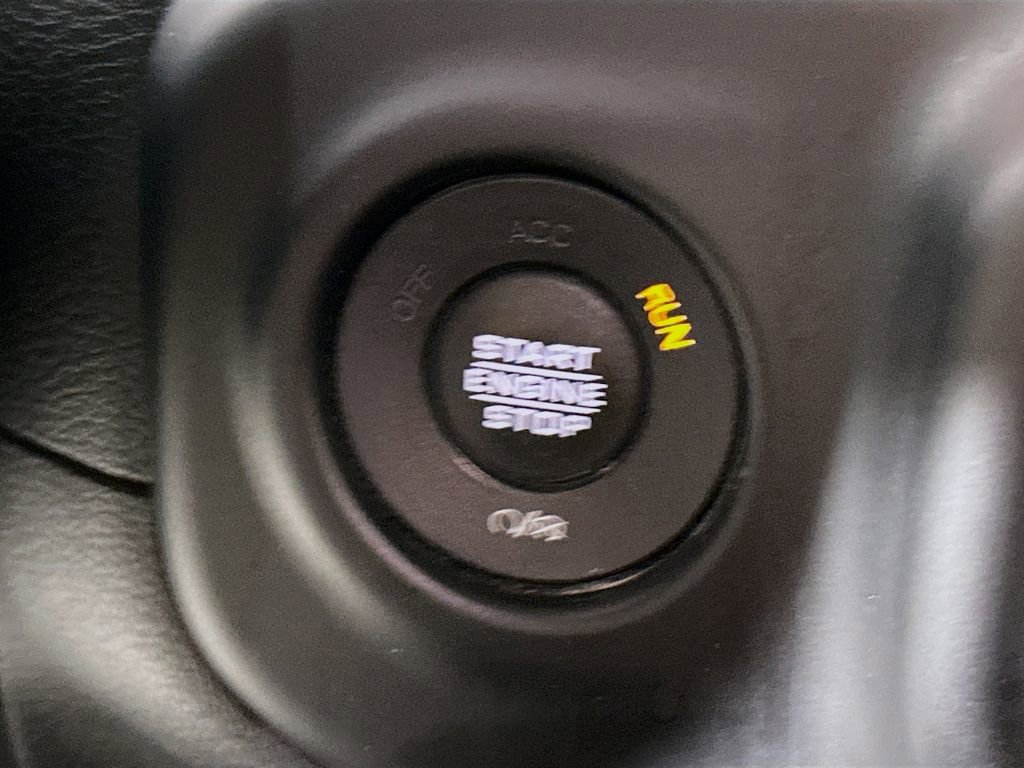 ACC
OFF
RUN
START
ENGINE
STOP